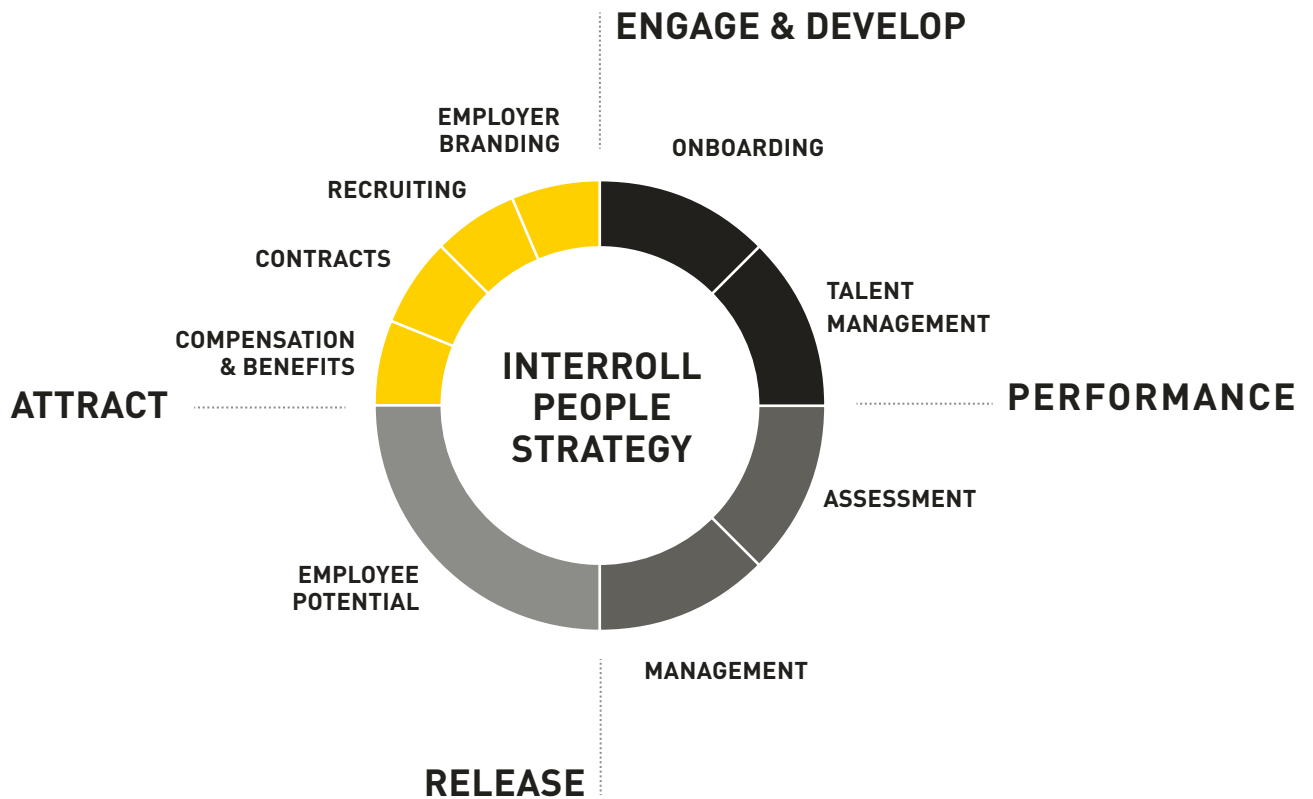 ENGAGE & DEVELOP
EMPLOYER
BRANDING
ONBOARDING
RECRUITING
CONTRACTS
TALENT
MANAGEMENT
COMPENSATION
& BENEFITS
INTERROLL
PEOPLE
STRATEGY
ATTRACT
PERFORMANCE
ASSESSMENT
EMPLOYEE
POTENTIAL
MANAGEMENT
RELEASE